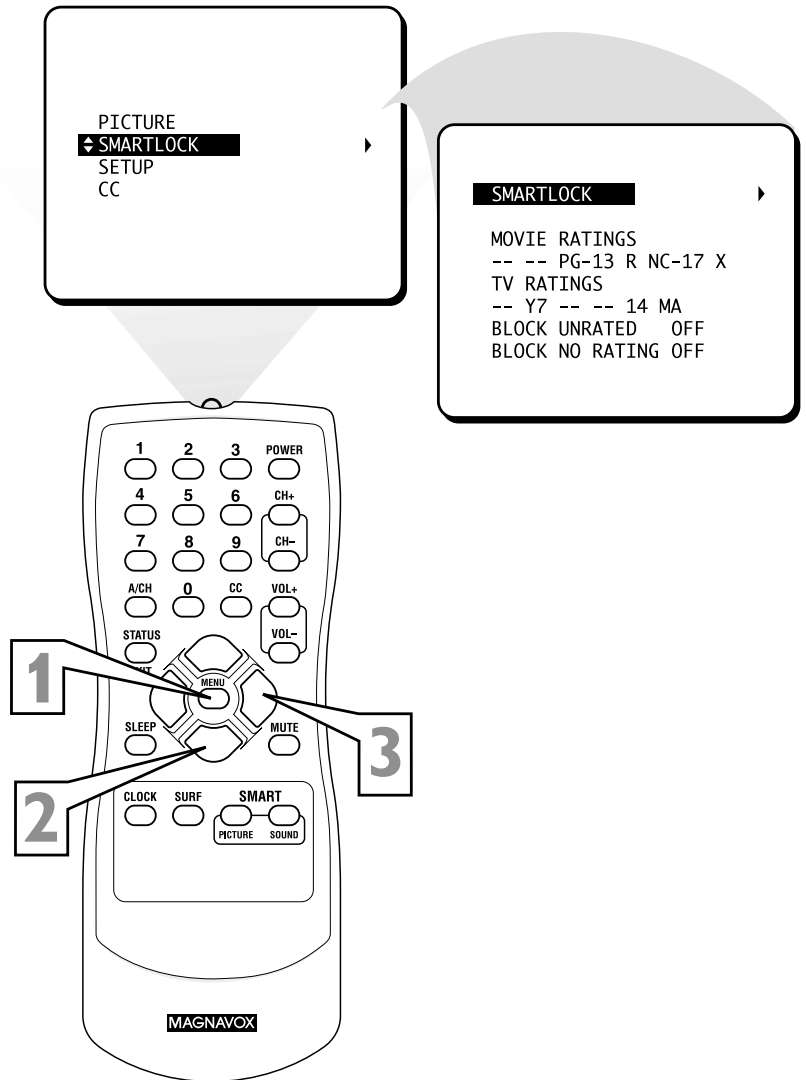 PICTURE
SMARTLOCK
SETUP
CC
SMARTLOCK
MOVIE RATINGS
-- -- PG-13 R NC-17 X
TV RATINGS
-- Y7 -- -- 14 MA
BLOCK UNRATED OFF
BLOCK NO RATING OFF
1 2 3 POWER
4 5 6 CH+
7 8 9 CH–
A/CH 0 CC VOL+
STATUS VOL–
MENU
1
SLEEP MUTE
3
2
CLOCK SURF SMART
PICTURE SOUND
MAGNAVOX